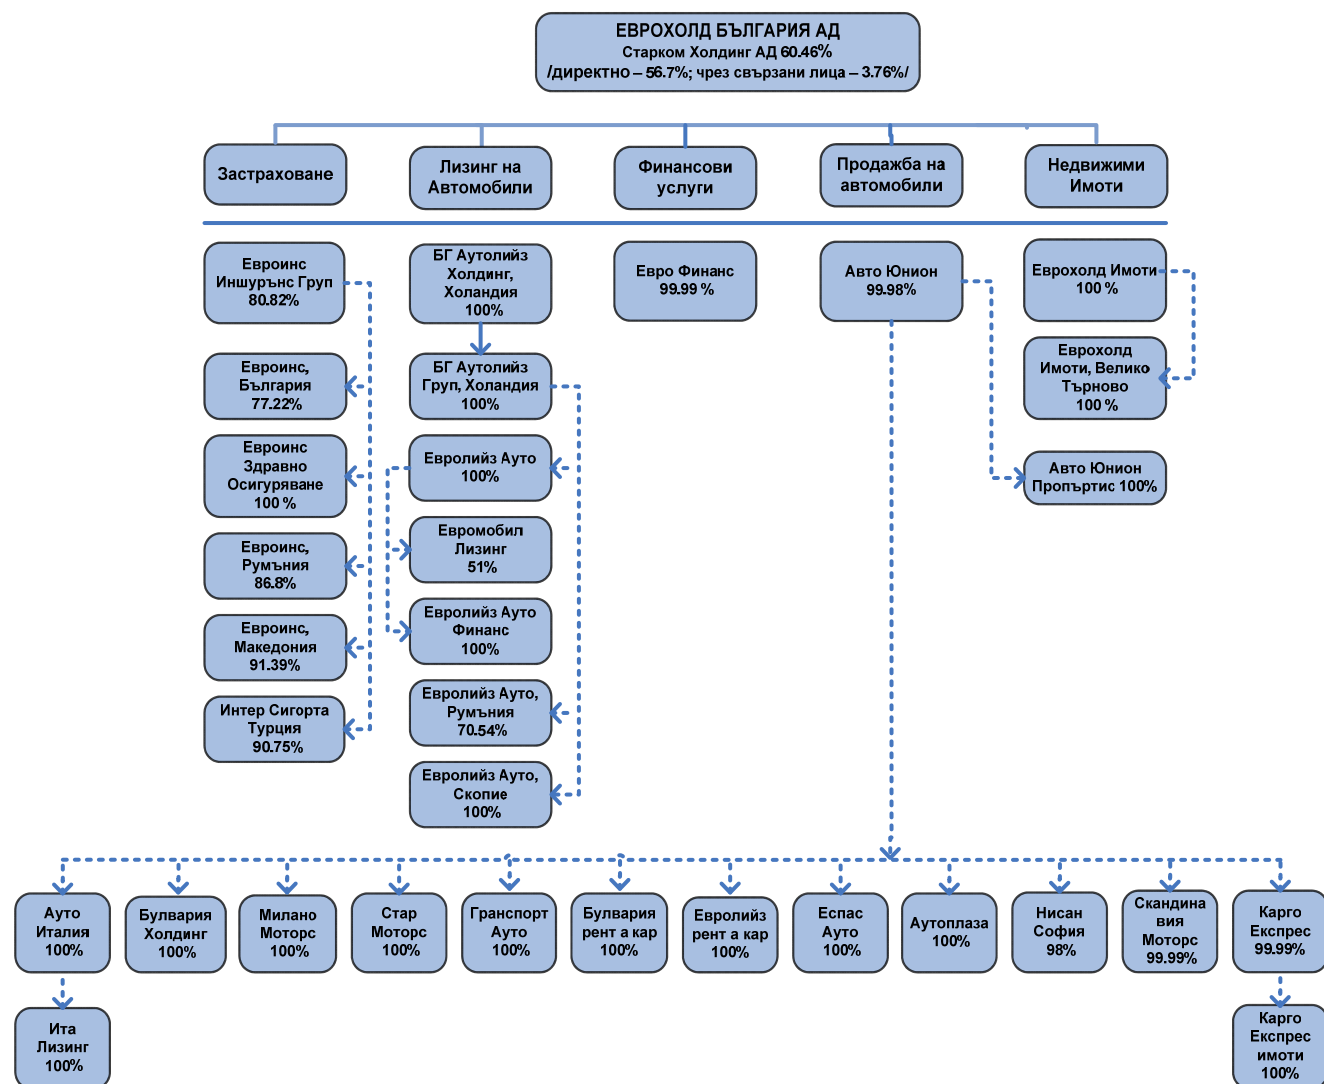 ЕВРОХОЛД БЪЛГАРИЯ АД
Старком Холдинг АД 60.46%
/директно – 56.7%; чрез свързани лица – 3.76%/
Застраховане
Лизинг на
Автомобили
Финансови
услуги
Продажба на
автомобили
Недвижими
Имоти
Евроинс
Иншурънс Груп
80.82%
БГ Аутолийз
Холдинг,
Холандия
100%
Евро Финанс
99.99 %
Авто Юнион
99.98%
Еврохолд Имоти
100 %
Евроинс,
България
77.22%
БГ Аутолийз
Груп, Холандия
100%
Еврохолд
Имоти, Велико
Търново
100 %
Евроинс
Здравно
Осигуряване
100 %
Евролийз Ауто
100%
Авто Юнион
Пропъртис 100%
Евроинс,
Румъния
86.8%
Евромобил
Лизинг
51%
Евроинс,
Македония
91.39%
Евролийз Ауто
Финанс
100%
Интер Сигорта
Турция
90.75%
Евролийз Ауто,
Румъния
70.54%
Евролийз Ауто,
Скопие
100%
Ауто
Италия
100%
Булвария
Холдинг
100%
Милано
Моторс
100%
Стар
Моторс
100%
Гранспорт
Ауто
100%
Булвария
рент а кар
100%
Евролийз
рент а кар
100%
Еспас
Ауто
100%
Аутоплаза
100%
Нисан
София
98%
Скандина
вия
Моторс
99.99%
Карго
Експрес
99.99%
Ита
Лизинг
100%
Карго
Експрес
имоти
100%